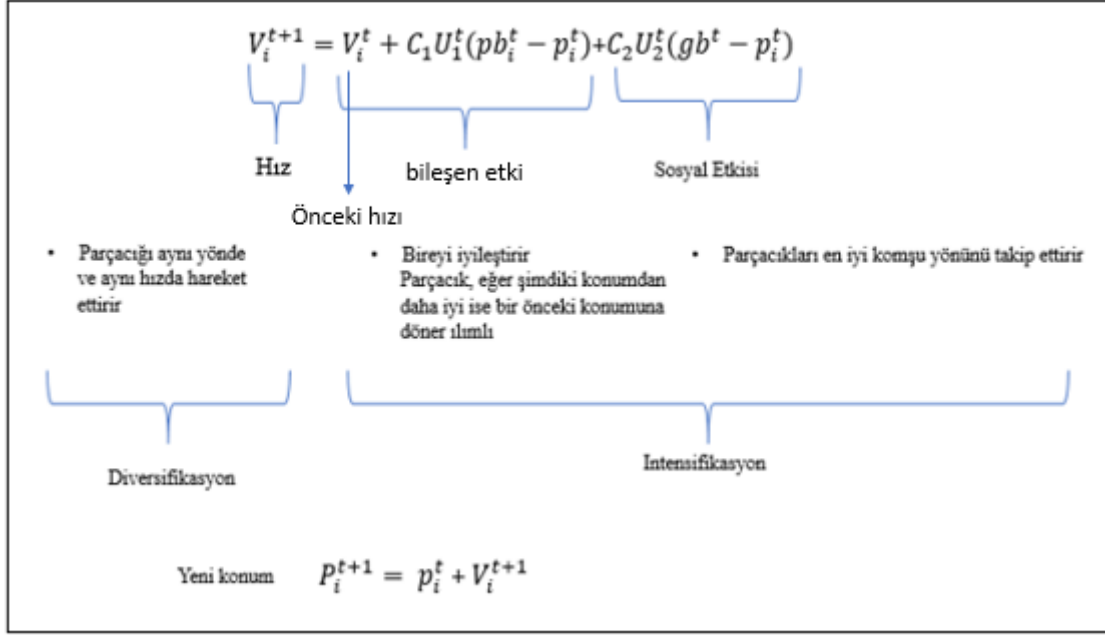 V_i^{t+1} = V_i^t + C_1U_1^t(pb_i^t − p_i^t)+C_2U_2^t(gb^t − p_i^t)
Hız
bileşen etki
Sosyal Etkisi
Önceki hızı
• Parçacığı aynı yönde
ve aynı hızda hareket
ettirir
• Bireyi iyileştirir
Parçacık, eğer şimdiki konumdan
daha iyi ise bir önceki konumuna
döner ılımlı
• Parçacıkları en iyi komşu yönünü takip ettirir
Diversifikasyon
Intensifikasyon
Yeni konum P_i^{t+1} = p_i^t + V_i^{t+1}